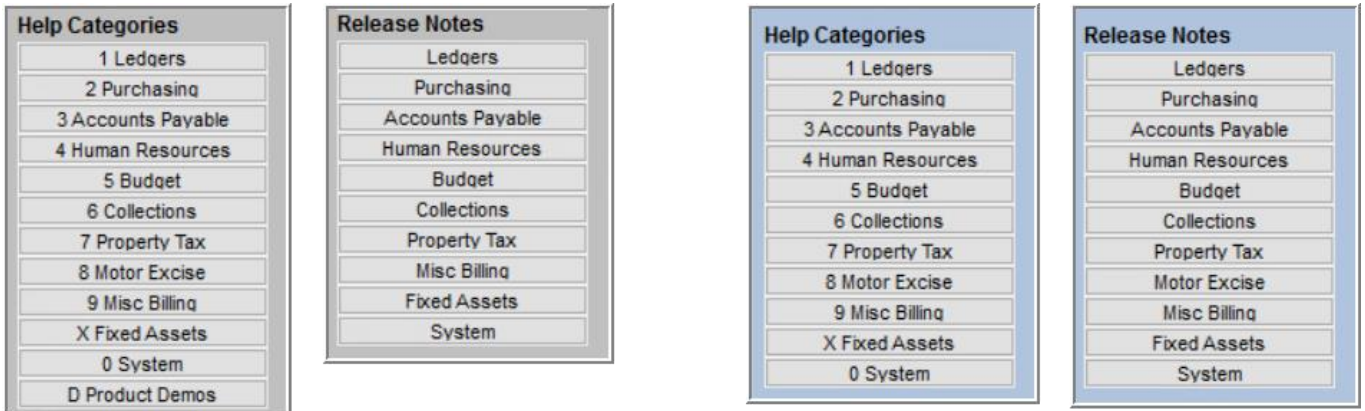 Help Categories
1 Ledgers
2 Purchasing
3 Accounts Payable
4 Human Resources
5 Budget
6 Collections
7 Property Tax
8 Motor Excise
9 Misc Billing
X Fixed Assets
0 System
D Product Demos
Release Notes
Ledgers
Purchasing
Accounts Payable
Human Resources
Budget
Collections
Property Tax
Misc Billing
Fixed Assets
System
Help Categories
1 Ledgers
2 Purchasing
3 Accounts Payable
4 Human Resources
5 Budget
6 Collections
7 Property Tax
8 Motor Excise
9 Misc Billing
X Fixed Assets
0 System
Release Notes
Ledgers
Purchasing
Accounts Payable
Human Resources
Budget
Collections
Property Tax
Motor Excise
Misc Billing
Fixed Assets
System